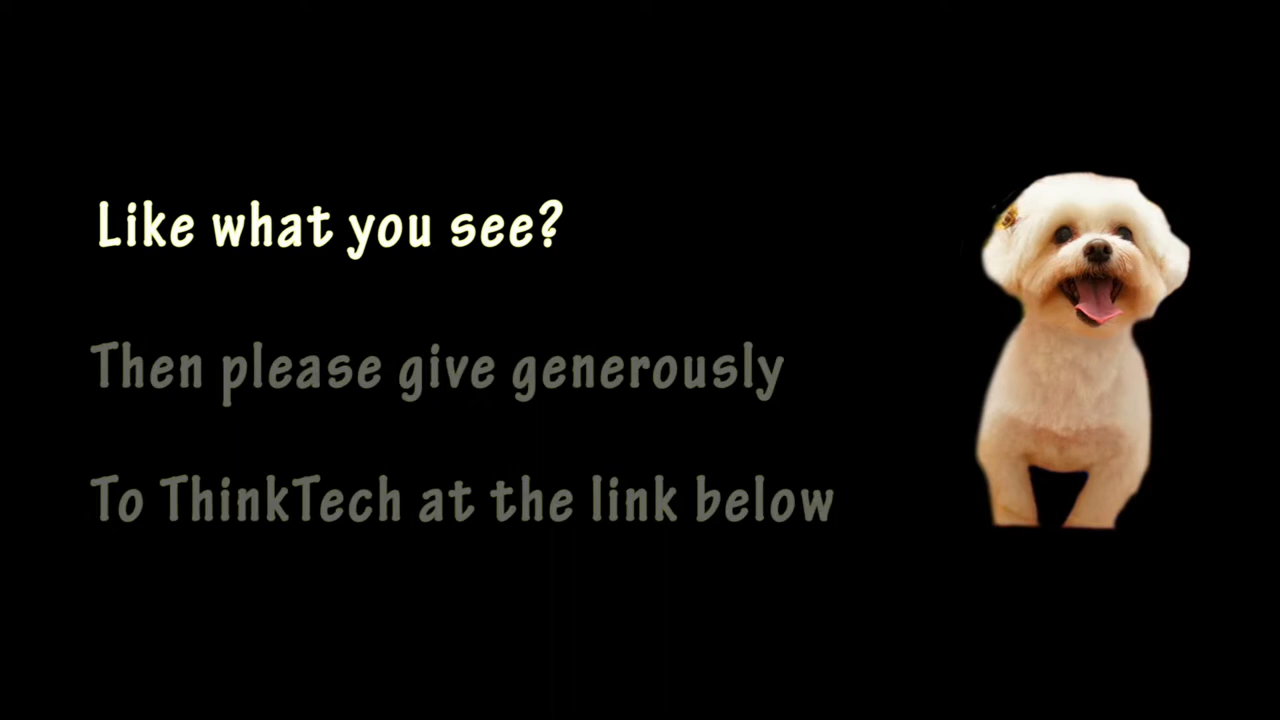 Like what you see?
Then please give generously
To ThinkTech at the link below